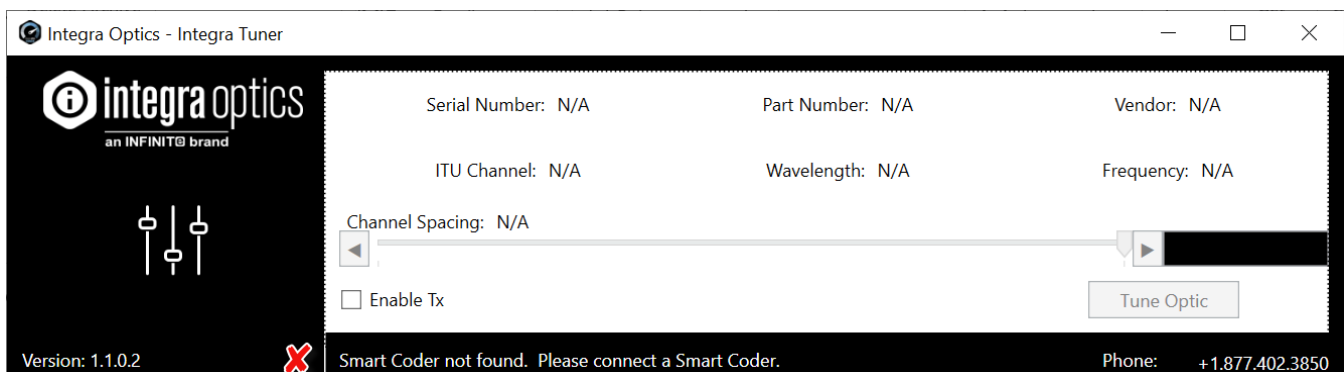 Integra Optics - Integra Tuner
integra optics
an INFINIT brand
Serial Number: N/A Part Number: N/A Vendor: N/A
ITU Channel: N/A Wavelength: N/A Frequency: N/A
Channel Spacing: N/A
Enable Tx
Tune Optic
Version: 1.1.0.2
Smart Coder not found. Please connect a Smart Coder.
Phone: +1.877.402.3850